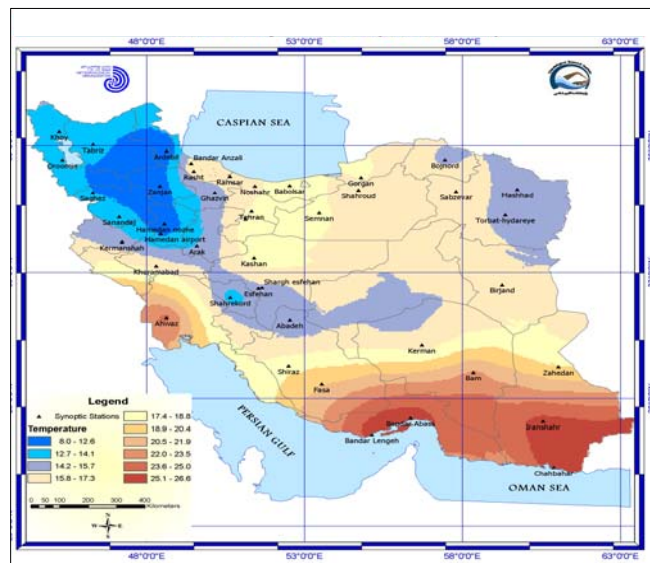 48°0'0"E 53°0'0"E 58°0'0"E 63°0'0"E
CASPIAN SEA
Khoy
Tabriz
Ardebil
Bandar Anzali
Rasht
Ramsar
Noshahr
Babolsar
Gorgan
Shahroud
Bojnord
Sabzevar
Mashhad
Torbat-hydareye
Zanjan
Ghazvin
Saghez
Tehran
Semnan
Sanandaj
Hamedan airport
Kermanshah
Arak
Kashan
Khoramabad
Shargh esfehan
Esfehan
Shahrekord
Birjand
Ahwaz
Abadeh
Kerman
Shiraz
Fasa
Bam
Zahedan
Bandar Abass
Bandar Lengeh
Iranshahr
Chahbahar
PERSIAN GULF
OMAN SEA
Legend
Synoptic Stations
Temperature
8.0 - 12.6
12.7 - 14.1
14.2 - 15.7
15.8 - 17.3
17.4 - 18.8
18.9 - 20.4
20.5 - 21.9
22.0 - 23.5
23.6 - 25.0
25.1 - 26.6
0 50 100 200 300 400
Kilometers
N
W E
S
48°0'0"E 53°0'0"E 58°0'0"E 63°0'0"E